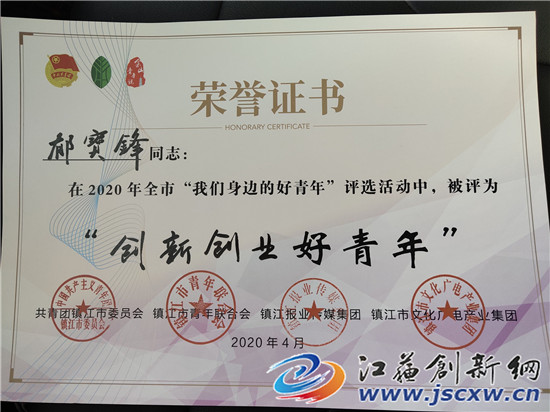 荣誉证书
HONORARY CERTIFICATE
郝宝锋同志：
在2020年全市“我们身边的好青年”评选活动中，被评为
“创新创业好青年”
共青团镇江市委员会 镇江市青年联合会 镇江报业传媒集团 镇江市文化广电产业集团
2020年4月
江苏创新网
www.jscxw.cn